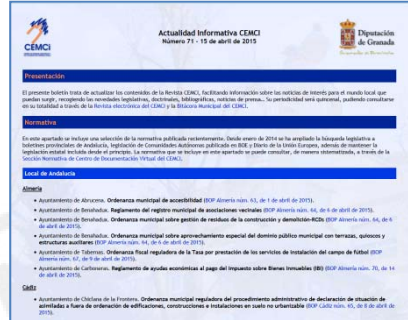 CEMCI
Actualidad Informativa CEMCI
Número 71 - 15 de abril de 2015
Diputación
de Granada
Presentación
El presente boletín trata de actualizar los contenidos de la Revista CEMCI, facilitando información sobre las noticias de interés para el mundo local que
puedan surgir, recogiendo las novedades legislativas, doctrinales, bibliográficas, noticias de prensa... Su periodicidad será quincenal, pudiendo consultarse
en su totalidad a través de la Revista electrónica del CEMCI y la Bitácora Municipal del CEMCI.
Normativa
En este apartado se incluye una selección de la normativa publicada recientemente. Desde enero de 2014 se ha ampliado la búsqueda legislativa a
boletines provinciales de Andalucía, legislación de Comunidades Autónomas publicada en BOE y Diario de la Unión Europea, además de mantener la
legislación estatal incluida desde el principio. La normativa que se incluye en este apartado se puede consultar, de manera sistematizada, a través de la
Sección Normativa de Centro de Documentación Virtual del CEMCI.
Local de Andalucía
Almería
• Ayuntamiento de Abrucena. Ordenanza municipal de accesibilidad (BOP Almería núm. 63, de 1 de abril de 2015).
• Ayuntamiento de Benahadux. Reglamento del registro municipal de asociaciones vecinales (BOP Almería núm. 64, de 6 de abril de 2015).
• Ayuntamiento de Benahadux. Ordenanza municipal sobre gestión de residuos de la construcción y demolición-RCDs (BOP Almería núm. 64, de 6
de abril de 2015).
• Ayuntamiento de Benahadux. Ordenanza municipal sobre aprovechamiento especial del dominio público municipal con terrazas, quioscos y
estructuras auxiliares (BOP Almería núm. 64, de 6 de abril de 2015).
• Ayuntamiento de Tabernas. Ordenanza fiscal reguladora de la Tasa por prestación de los servicios de instalación del campo de fútbol (BOP
Almería núm. 67, de 9 de abril de 2015).
• Ayuntamiento de Carboneras. Reglamento de ayudas económicas al pago del Impuesto sobre Bienes Inmuebles (IBI) (BOP Almería núm. 70, de 14
de abril de 2015).
Cádiz
• Ayuntamiento de Chiclana de la Frontera. Ordenanza municipal reguladora del procedimiento administrativo de declaración de situación de
asimiladas a fuera de ordenación de edificaciones, construcciones e instalaciones en suelo no urbanizable (BOP Cádiz núm. 65, de 8 de abril de
2015).